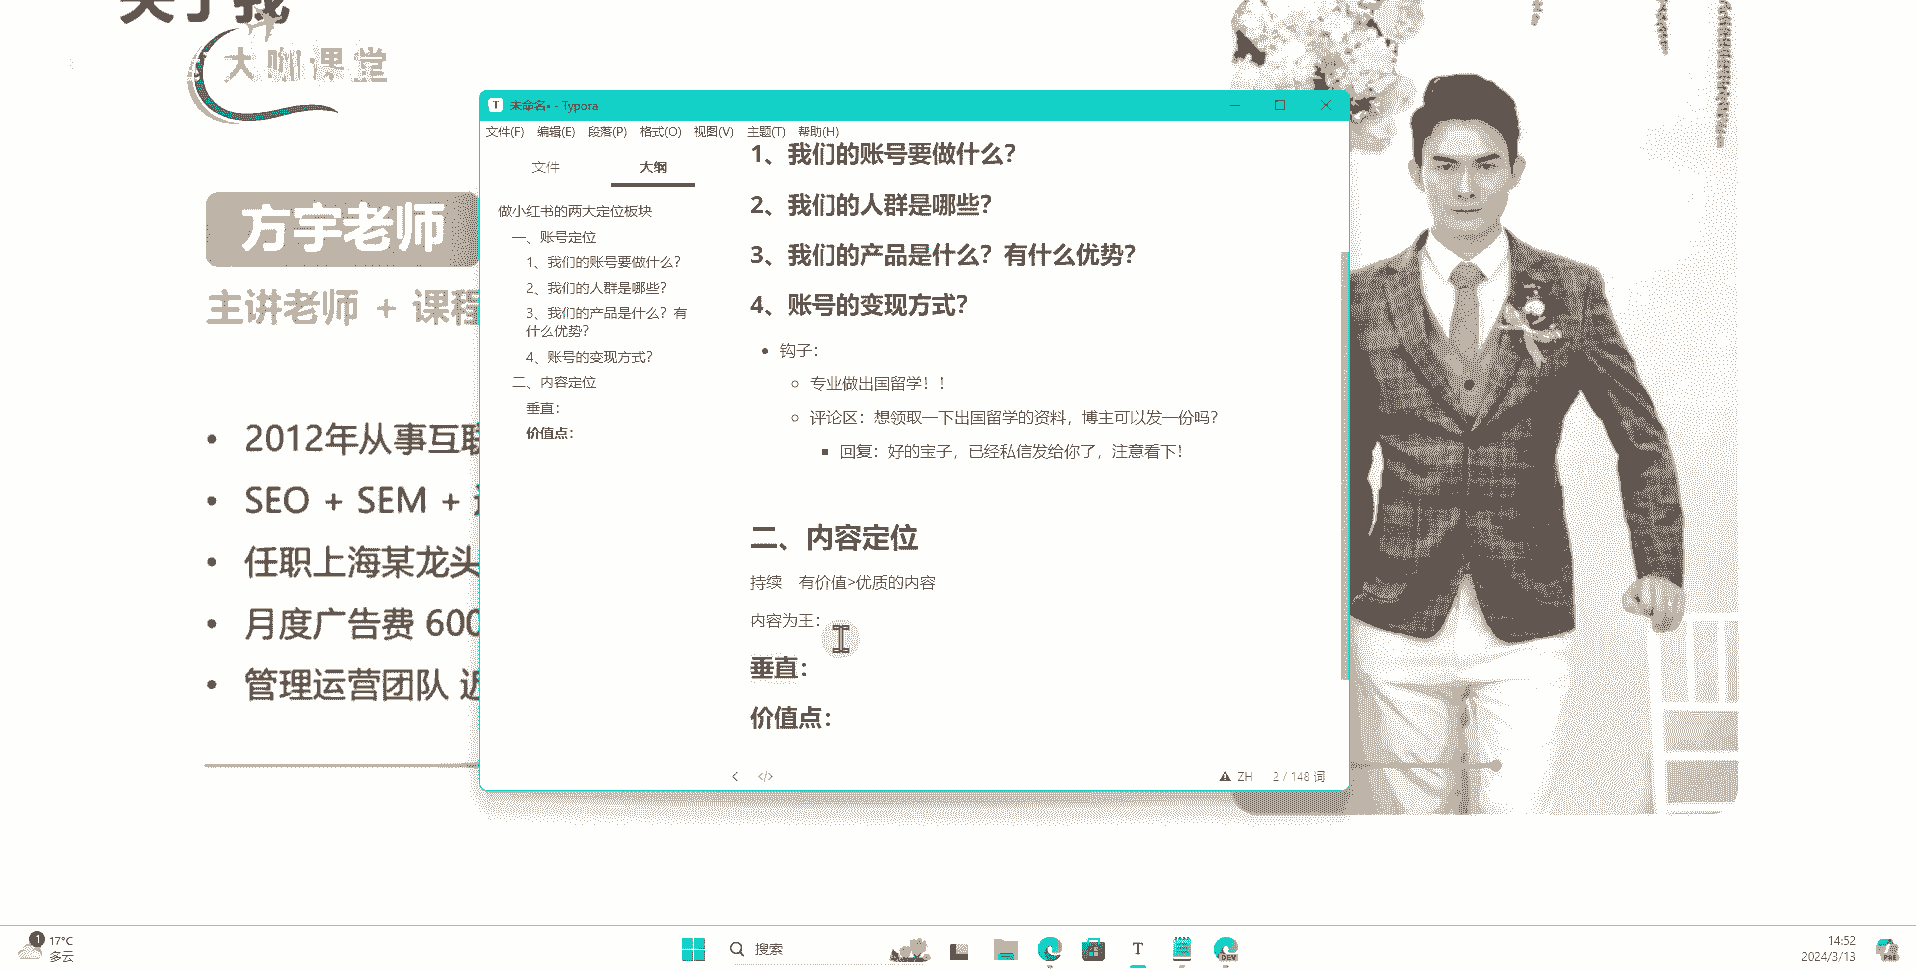 关于我
大咖课堂
方宇老师
主讲老师 + 课程
2012年从事互联
SEO + SEM +
任职上海某龙头
月度广告费 600
管理运营团队 近
未命名• - Typora
文件(F) 编辑(E) 段落(P) 格式(O) 视图(V) 主题(T) 帮助(H)
文件 大纲
做小红书的两大定位板块
一、账号定位
1、我们的账号要做什么？
2、我们的人群是哪些？
3、我们的产品是什么？有
什么优势？
4、账号的变现方式？
二、内容定位
垂直：
价值点：
1、我们的账号要做什么？
2、我们的人群是哪些？
3、我们的产品是什么？有什么优势？
4、账号的变现方式？
钩子：
专业做出国留学！！
评论区：想领取一下出国留学的资料，博主可以发一份吗？
回复：好的宝子，已经私信发给你了，注意看下！
二、内容定位
持续 有价值>优质的内容
内容为王：
垂直：
价值点：
ZH 2 / 148 词
1 17°C
多云
搜索
T
DEV
14:52
2024/3/13
PRE